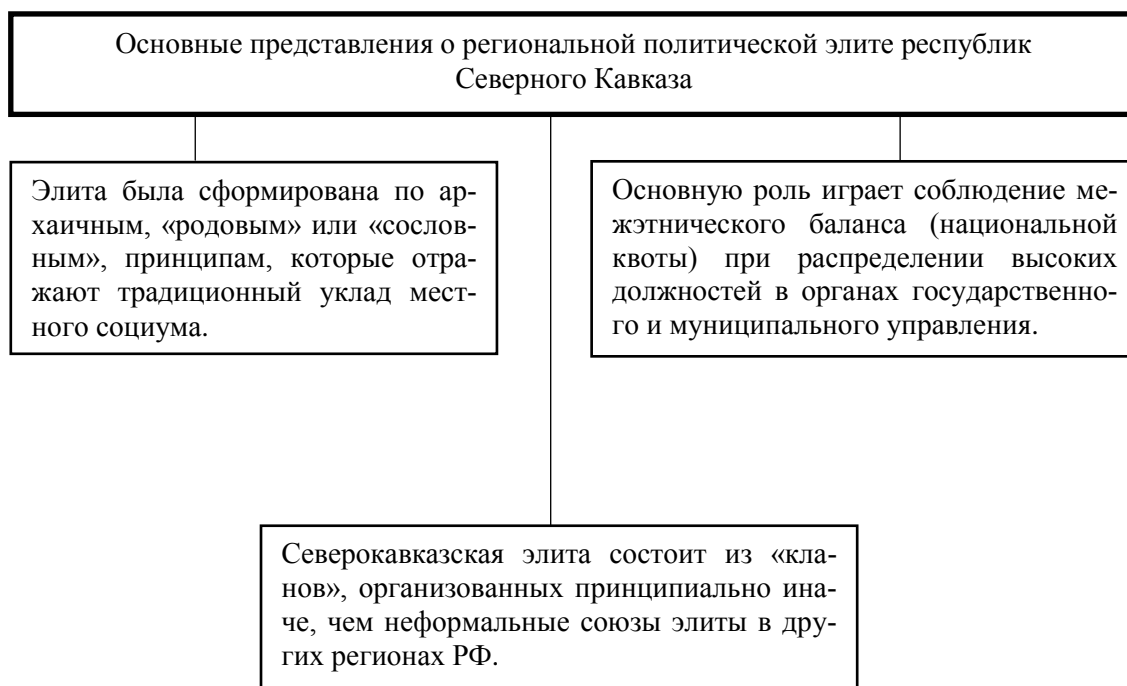 Основные представления о региональной политической элите республик
Северного Кавказа
Элита была сформирована по ар-
хаичным, «родовым» или «сослов-
ным», принципам, которые отра-
жают традиционный уклад мест-
ного социума.
Основную роль играет соблюдение ме-
жэтнического баланса (национальной
квоты) при распределении высоких
должностей в органах государственно-
го и муниципального управления.
Северокавказская элита состоит из «кла-
нов», организованных принципиально ина-
че, чем неформальные союзы элиты в дру-
гих регионах РФ.